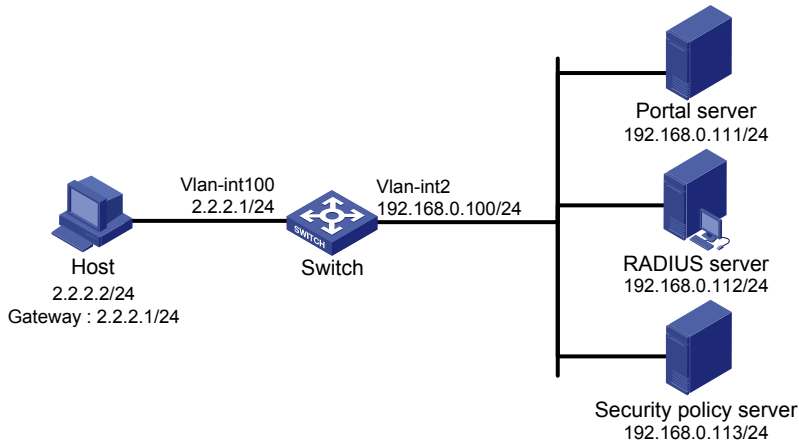 Portal server
192.168.0.111/24
Vlan-int100
2.2.2.1/24
Vlan-int2
192.168.0.100/24
SWITCH
Host
2.2.2.2/24
Gateway : 2.2.2.1/24
Switch
RADIUS server
192.168.0.112/24
Security policy server
192.168.0.113/24